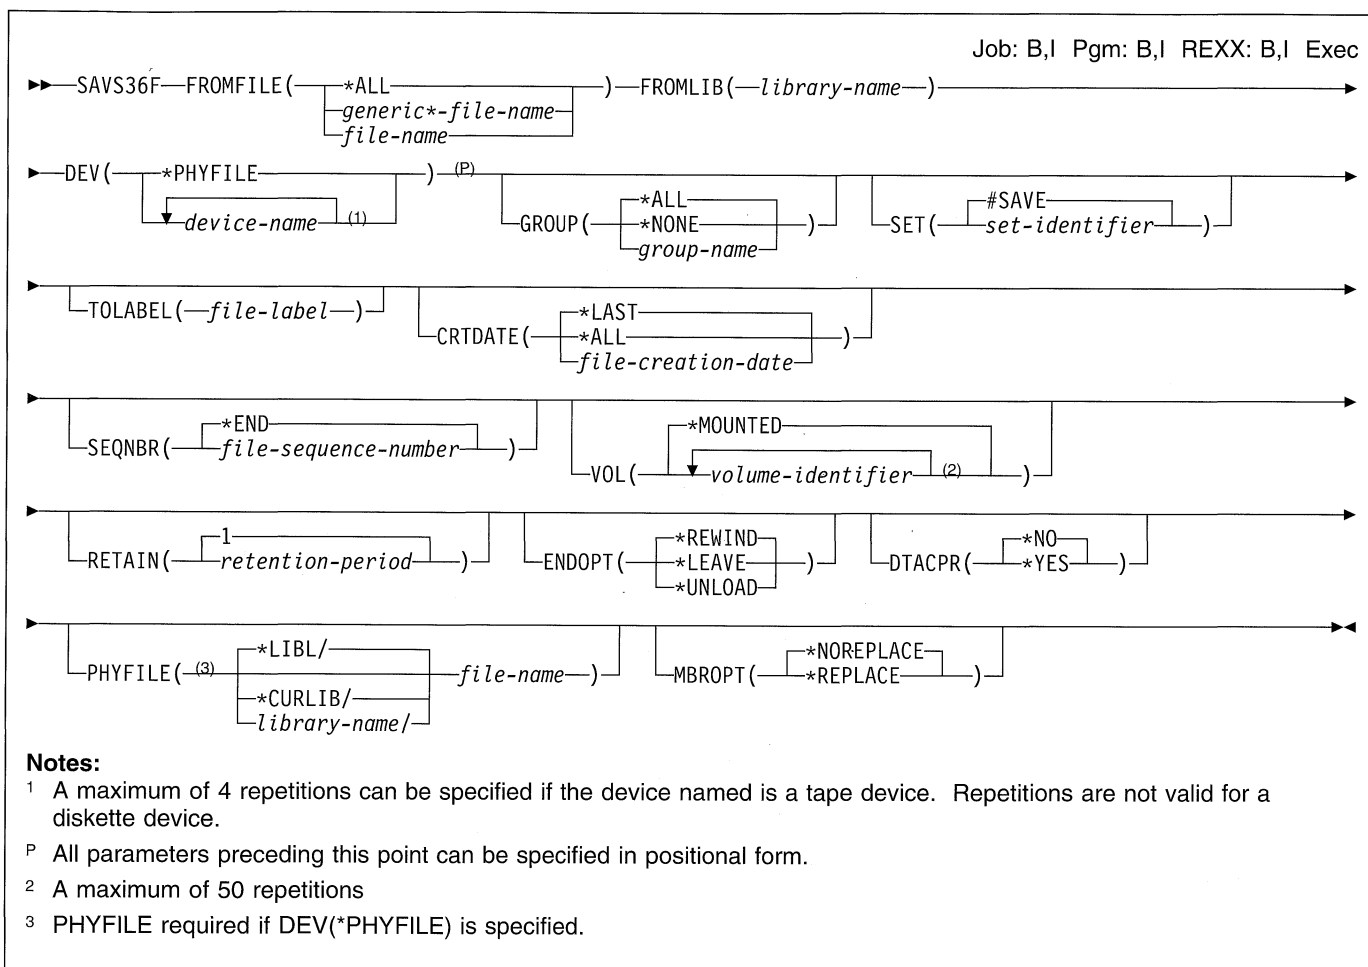 Job: B,I Pgm: B,I REXX: B,I Exec
SAVS36F FROMFILE( *ALL ) FROMLIB( library-name )
generic*-file-name
file-name
DEV( *PHYFILE ) (P)
device-name (1)
GROUP( *ALL
*NONE )
group-name
SET( #SAVE
set-identifier )
TOLABEL( file-label )
CRTDATE( *LAST
*ALL )
file-creation-date
SEQNBR( *END
file-sequence-number )
VOL( *MOUNTED
volume-identifier (2) )
RETAIN( 1
retention-period )
ENDOPT( *REWIND
*LEAVE )
*UNLOAD
DTACPR( *NO
*YES )
PHYFILE( (3) *LIBL/ file-name )
*CURLIB/
library-name/
MBROPT( *NOREPLACE
*REPLACE )
Notes:
1 A maximum of 4 repetitions can be specified if the device named is a tape device. Repetitions are not valid for a
diskette device.
P All parameters preceding this point can be specified in positional form.
2 A maximum of 50 repetitions
3 PHYFILE required if DEV(*PHYFILE) is specified.